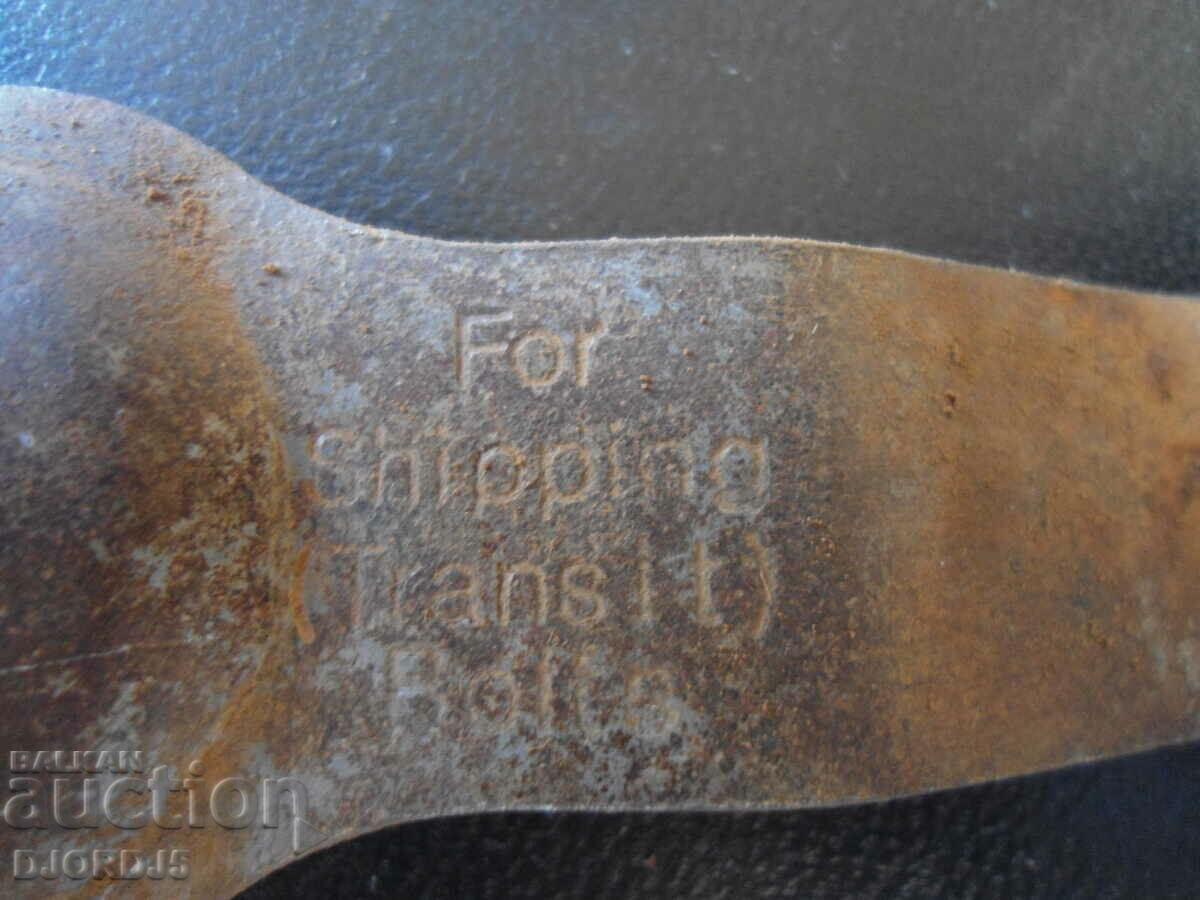 For
Shipping
(Transit)
Bolts
BALKAN
auction
DJORDJ5